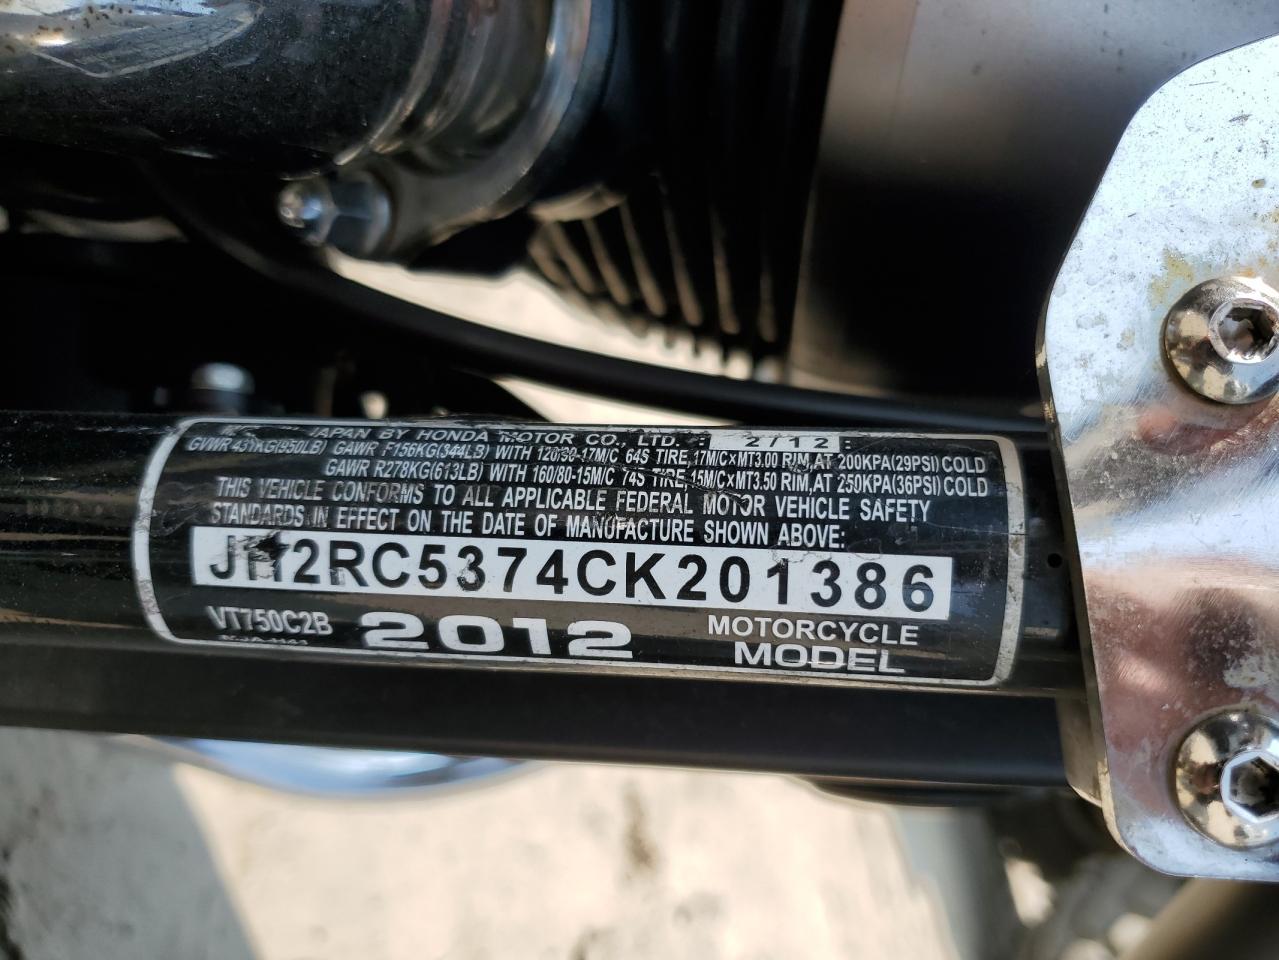 JAPAN BY HONDA MOTOR CO., LTD. : 2/12 :
GVWR 431KG(950LB) GAWR F156KG(344LB) WITH 120/90-17M/C 64S TIRE, 17M/C×MT3.00 RIM, AT 200KPA(29PSI) COLD
GAWR R278KG(613LB) WITH 160/80-15M/C 74S TIRE 15M/C×MT3.50 RIM, AT 250KPA(36PSI) COLD
THIS VEHICLE CONFORMS TO ALL APPLICABLE FEDERAL MOTOR VEHICLE SAFETY
STANDARDS IN EFFECT ON THE DATE OF MANUFACTURE SHOWN ABOVE:
JH2RC5374CK201386
VT750C2B 2012 MOTORCYCLE
MODEL